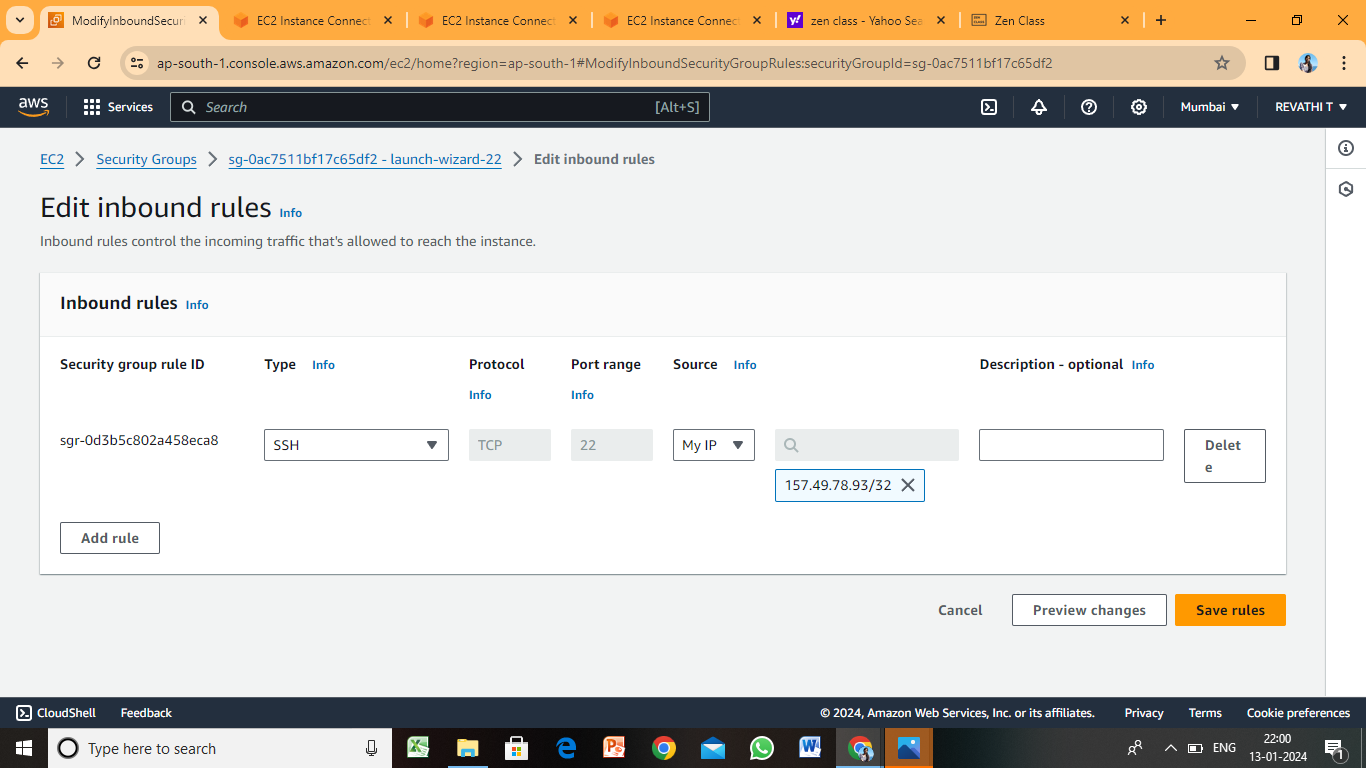 ModifyInboundSecuri
EC2 Instance Connect
EC2 Instance Connect
EC2 Instance Connect
zen class - Yahoo Sea
Zen Class
ap-south-1.console.aws.amazon.com/ec2/home?region=ap-south-1#ModifyInboundSecurityGroupRules:securityGroupId=sg-0ac7511bf17c65df2
aws
Services
Search
[Alt+S]
Mumbai
REVATHI T
EC2
Security Groups
sg-0ac7511bf17c65df2 - launch-wizard-22
Edit inbound rules
Edit inbound rules Info
Inbound rules control the incoming traffic that's allowed to reach the instance.
Inbound rules Info
Security group rule ID
Type Info
Protocol
Info
Port range
Info
Source Info
Description - optional Info
sgr-0d3b5c802a458eca8
SSH
TCP
22
My IP
157.49.78.93/32
Delet
e
Add rule
Cancel
Preview changes
Save rules
CloudShell
Feedback
© 2024, Amazon Web Services, Inc. or its affiliates.
Privacy
Terms
Cookie preferences
Type here to search
ENG
22:00
13-01-2024
1